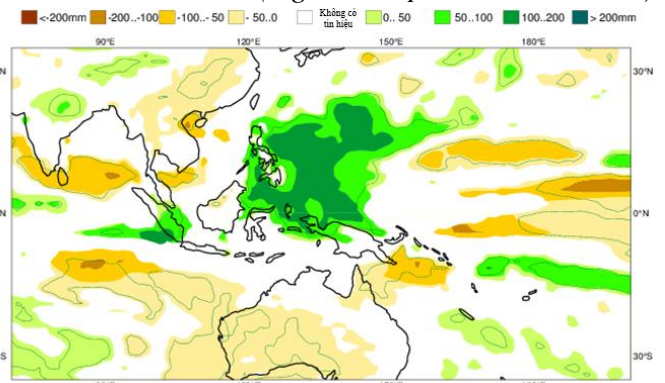 <-200mm -200..-100 -100..- 50 - 50..0 Không có tín hiệu 0.. 50 50..100 100..200 > 200mm
90°E 120°E 150°E 180°E
N 30°N
N 0°N
S 30°S